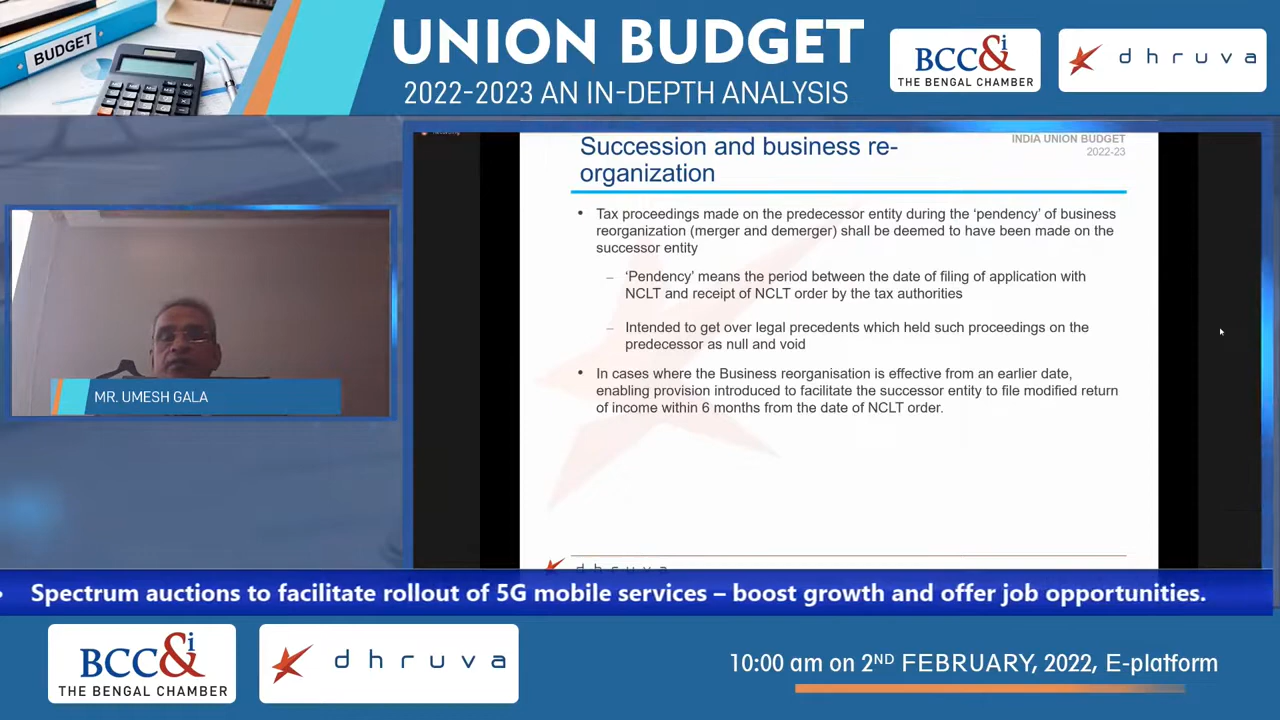 BUDGET
UNION BUDGET
2022-2023 AN IN-DEPTH ANALYSIS
BCC&i
THE BENGAL CHAMBER
dhruva
Succession and business re-
organization
INDIA UNION BUDGET
2022-23
• Tax proceedings made on the predecessor entity during the ‘pendency’ of business
reorganization (merger and demerger) shall be deemed to have been made on the
successor entity
– ‘Pendency’ means the period between the date of filing of application with
NCLT and receipt of NCLT order by the tax authorities
– Intended to get over legal precedents which held such proceedings on the
predecessor as null and void
• In cases where the Business reorganisation is effective from an earlier date,
enabling provision introduced to facilitate the successor entity to file modified return
of income within 6 months from the date of NCLT order.
dhruva
MR. UMESH GALA
Spectrum auctions to facilitate rollout of 5G mobile services – boost growth and offer job opportunities.
BCC&i
THE BENGAL CHAMBER
dhruva
10:00 am on 2ND FEBRUARY, 2022, E-platform